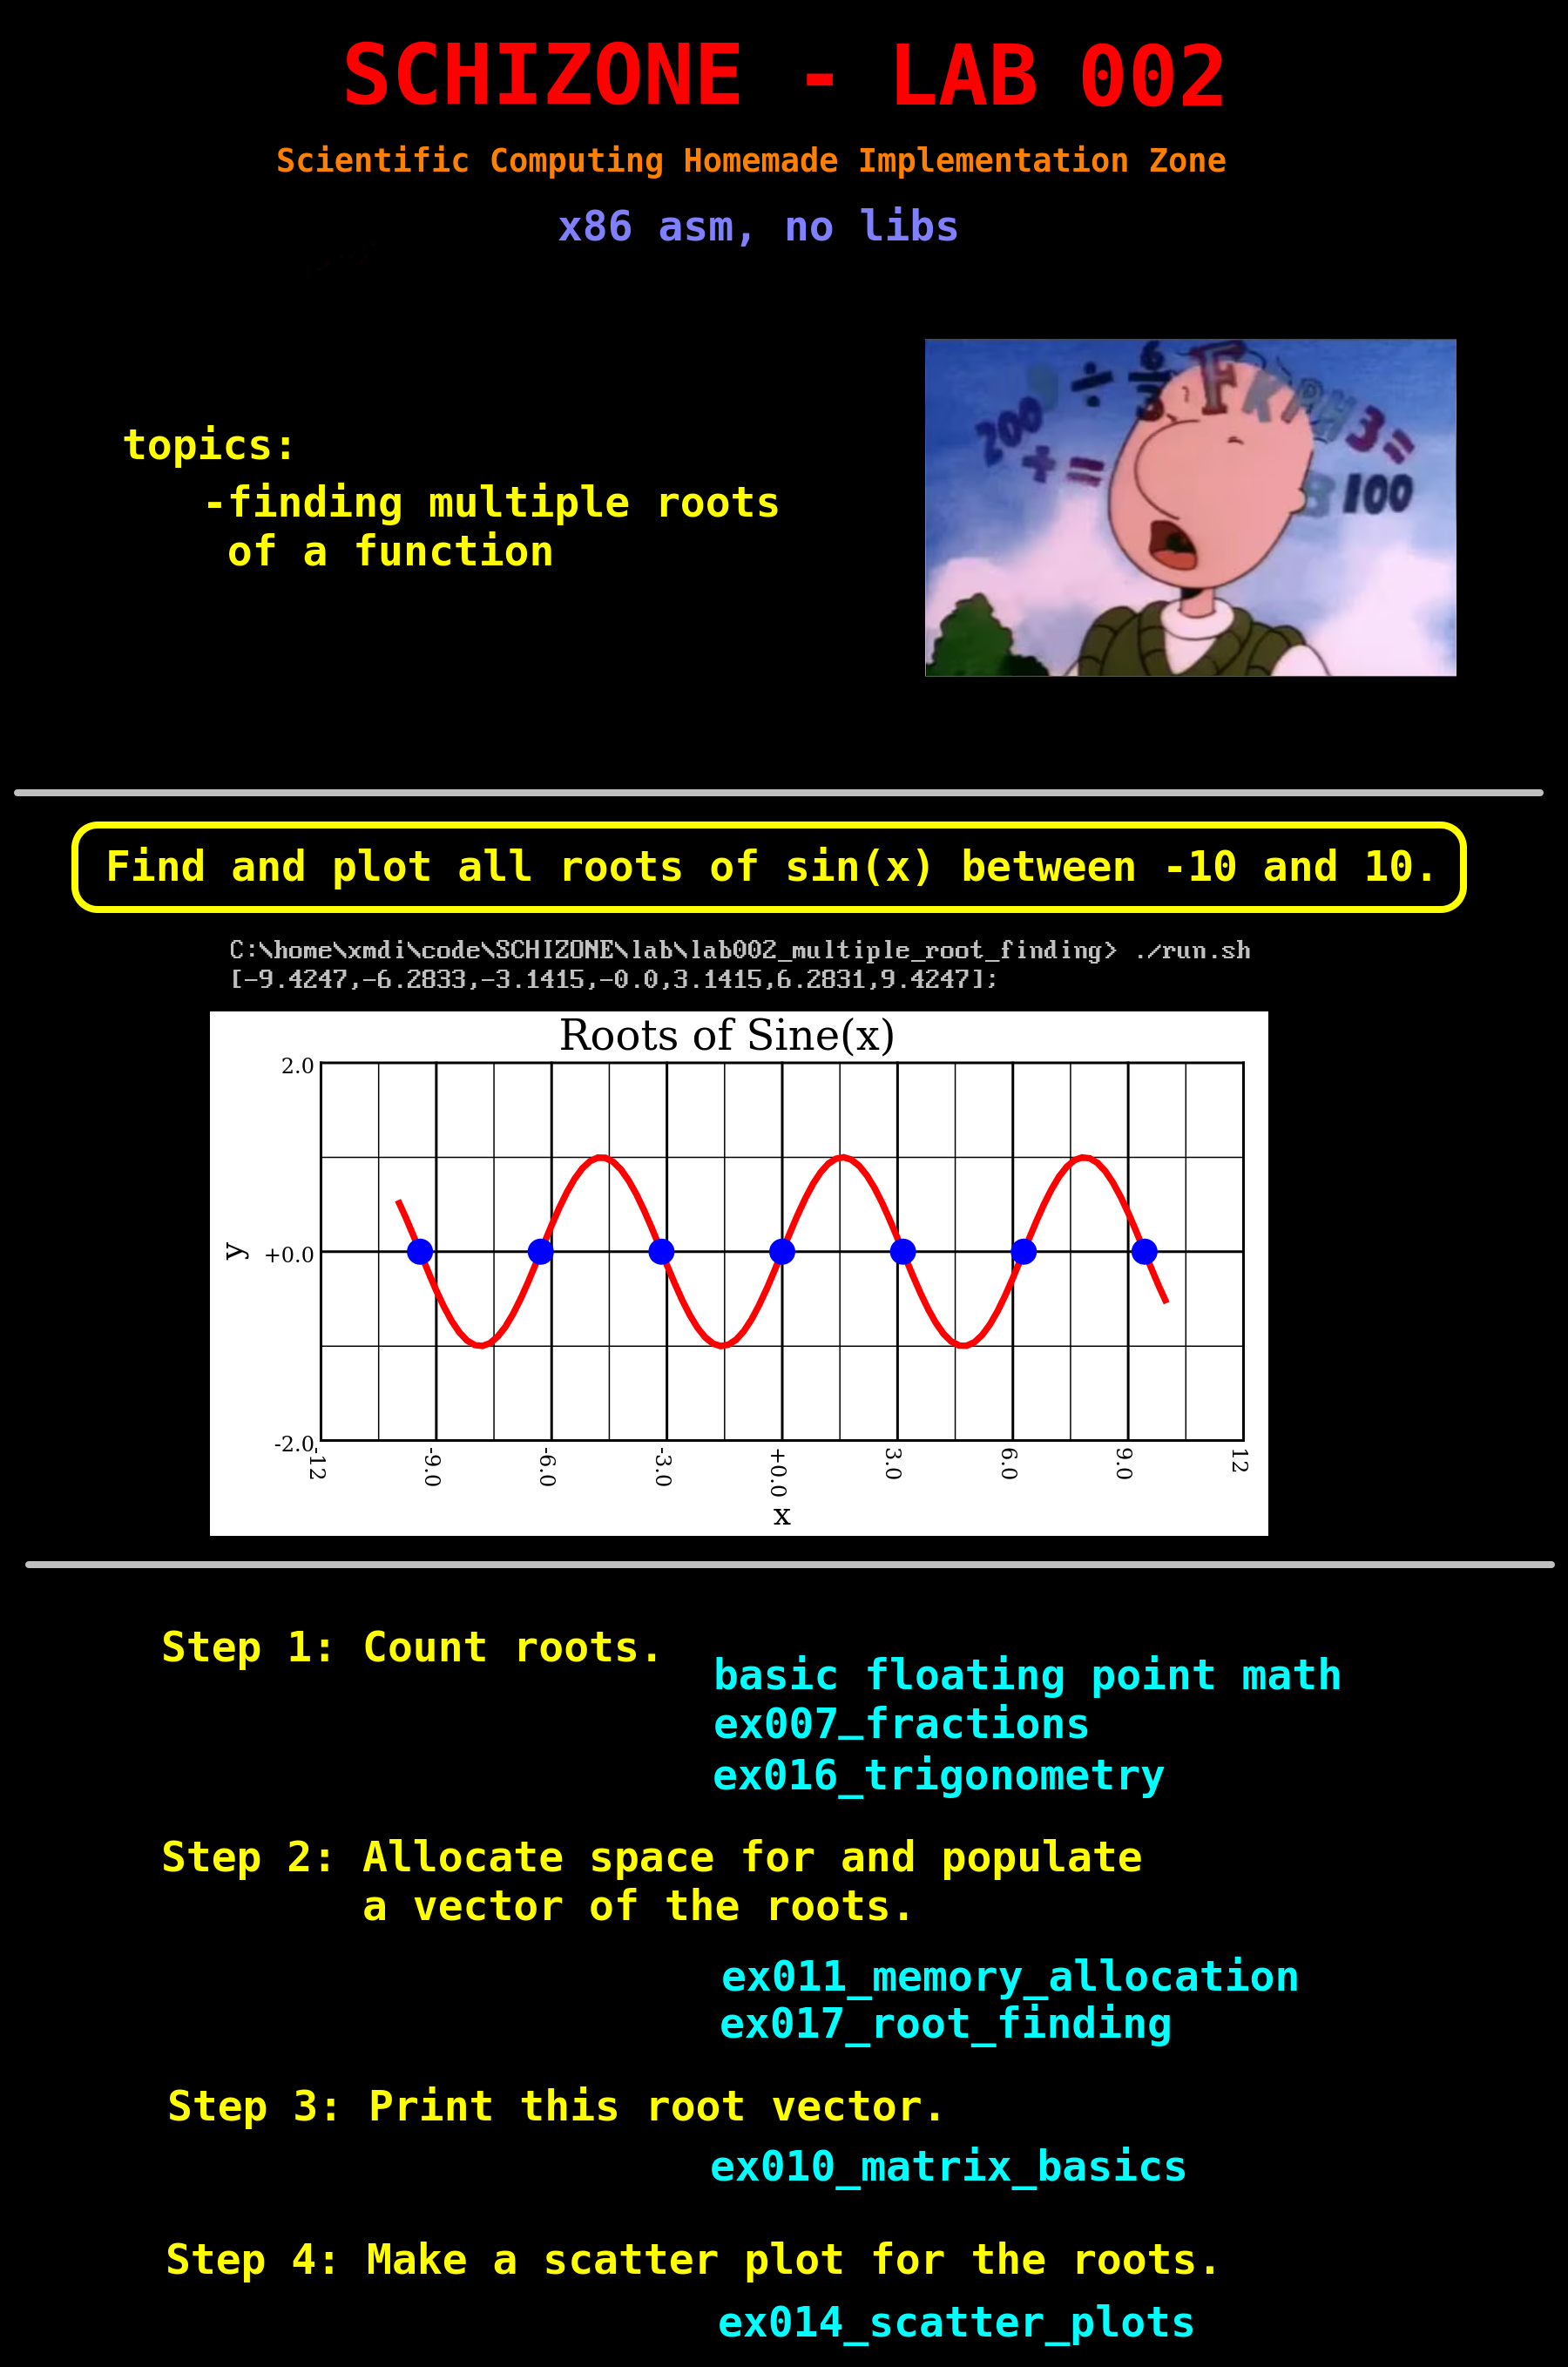 SCHIZONE - LAB 002
Scientific Computing Homemade Implementation Zone
x86 asm, no libs
topics:
-finding multiple roots
of a function
200
÷
6
3
F
3
=
+ =
100
Find and plot all roots of sin(x) between -10 and 10.
C:\home\xmdi\code\SCHIZONE\lab\lab002_multiple_root_finding> ./run.sh
[-9.4247,-6.2833,-3.1415,-0.0,3.1415,6.2831,9.4247];
Roots of Sine(x)
2.0
y
+0.0
-2.0
-12 -9.0 -6.0 -3.0 +0.0 3.0 6.0 9.0 12
x
Step 1: Count roots.
basic floating point math
ex007_fractions
ex016_trigonometry
Step 2: Allocate space for and populate
a vector of the roots.
ex011_memory_allocation
ex017_root_finding
Step 3: Print this root vector.
ex010_matrix_basics
Step 4: Make a scatter plot for the roots.
ex014_scatter_plots